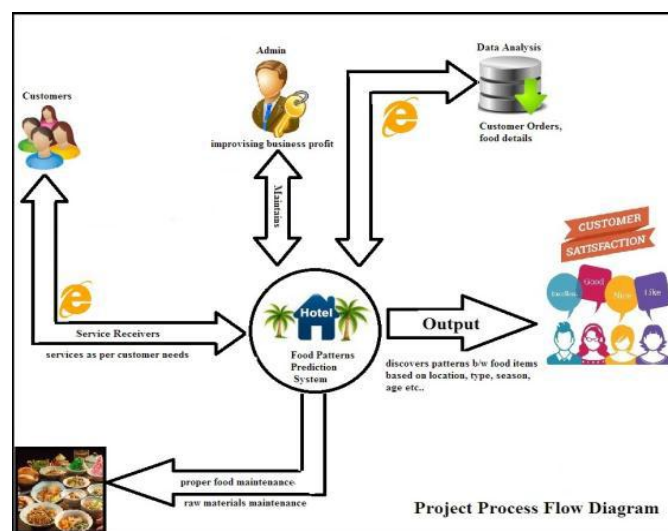 Admin
Data Analysis
Customers
Customer Orders,
food details
improvising business profit
Maintains
CUSTOMER
SATISFACTION
Excellent
Good
Nice
Like
Hotel
Service Receivers
services as per customer needs
Food Patterns
Prediction
System
Output
discovers patterns b/w food items
based on location, type, season,
age etc..
proper food maintenance
raw materials maintenance
Project Process Flow Diagram